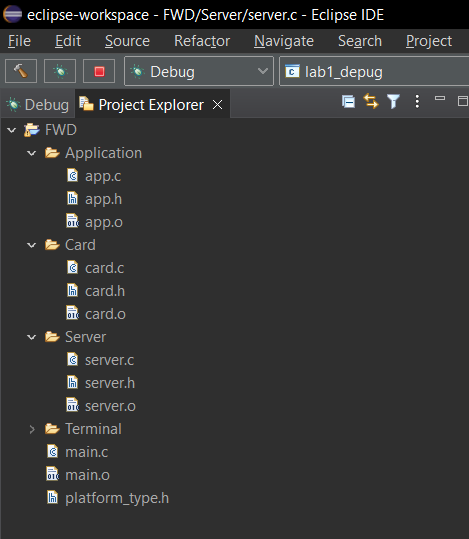 eclipse-workspace - FWD/Server/server.c - Eclipse IDE
File Edit Source Refactor Navigate Search Project
Debug lab1_depug
Debug Project Explorer
FWD
Application
app.c
app.h
app.o
Card
card.c
card.h
card.o
Server
server.c
server.h
server.o
Terminal
main.c
main.o
platform_type.h